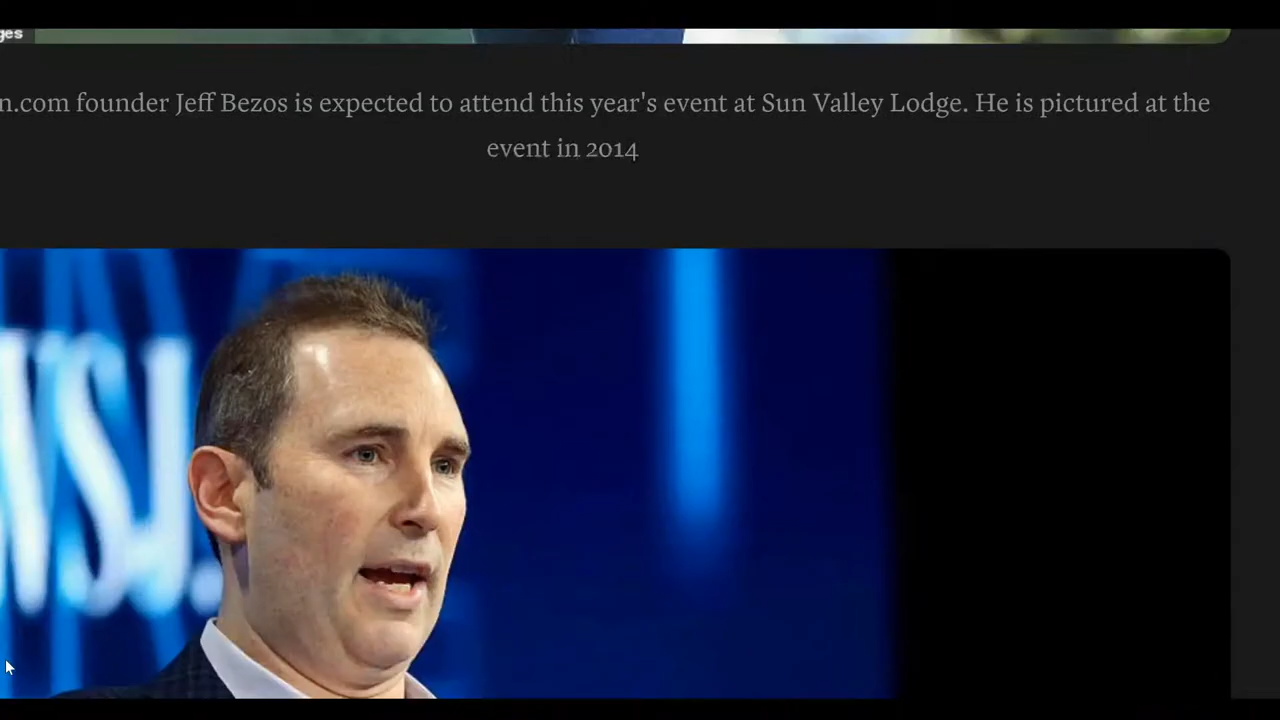 ges
n.com founder Jeff Bezos is expected to attend this year's event at Sun Valley Lodge. He is pictured at the
event in 2014
WSJ.